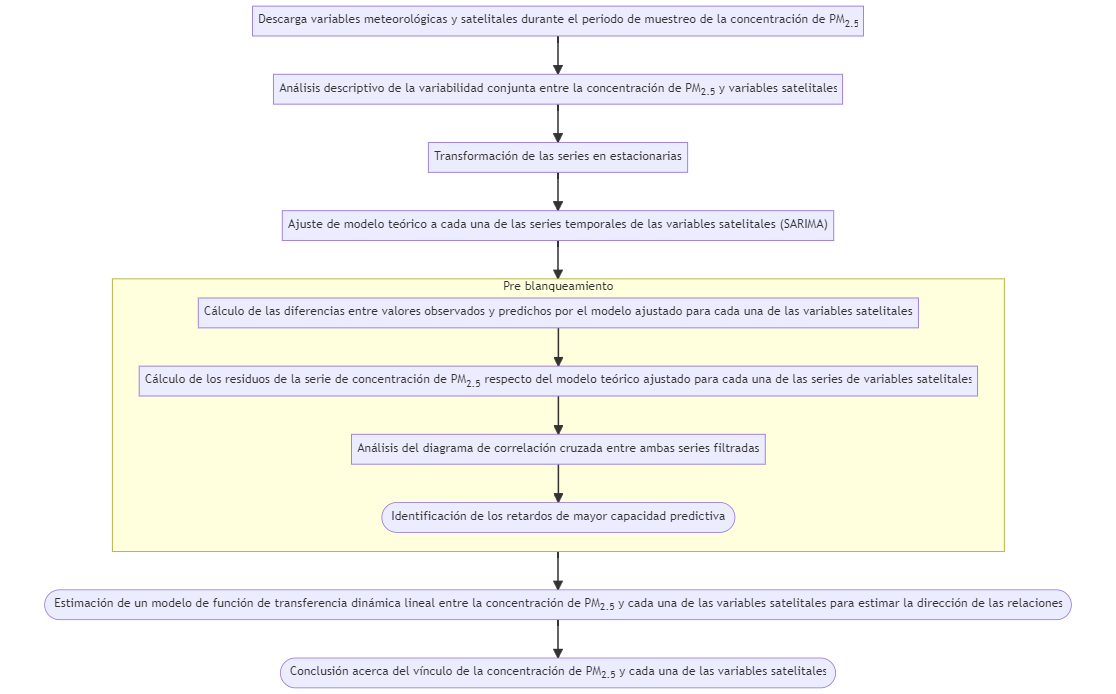 Descarga variables meteorológicas y satelitales durante el periodo de muestreo de la concentración de PM2.5
Análisis descriptivo de la variabilidad conjunta entre la concentración de PM2.5 y variables satelitales
Transformación de las series en estacionarias
Ajuste de modelo teórico a cada una de las series temporales de las variables satelitales (SARIMA)
Pre blanqueamiento
Cálculo de las diferencias entre valores observados y predichos por el modelo ajustado para cada una de las variables satelitales
Cálculo de los residuos de la serie de concentración de PM2.5 respecto del modelo teórico ajustado para cada una de las series de variables satelitales
Análisis del diagrama de correlación cruzada entre ambas series filtradas
Identificación de los retardos de mayor capacidad predictiva
Estimación de un modelo de función de transferencia dinámica lineal entre la concentración de PM2.5 y cada una de las variables satelitales para estimar la dirección de las relaciones
Conclusión acerca del vínculo de la concentración de PM2.5 y cada una de las variables satelitales